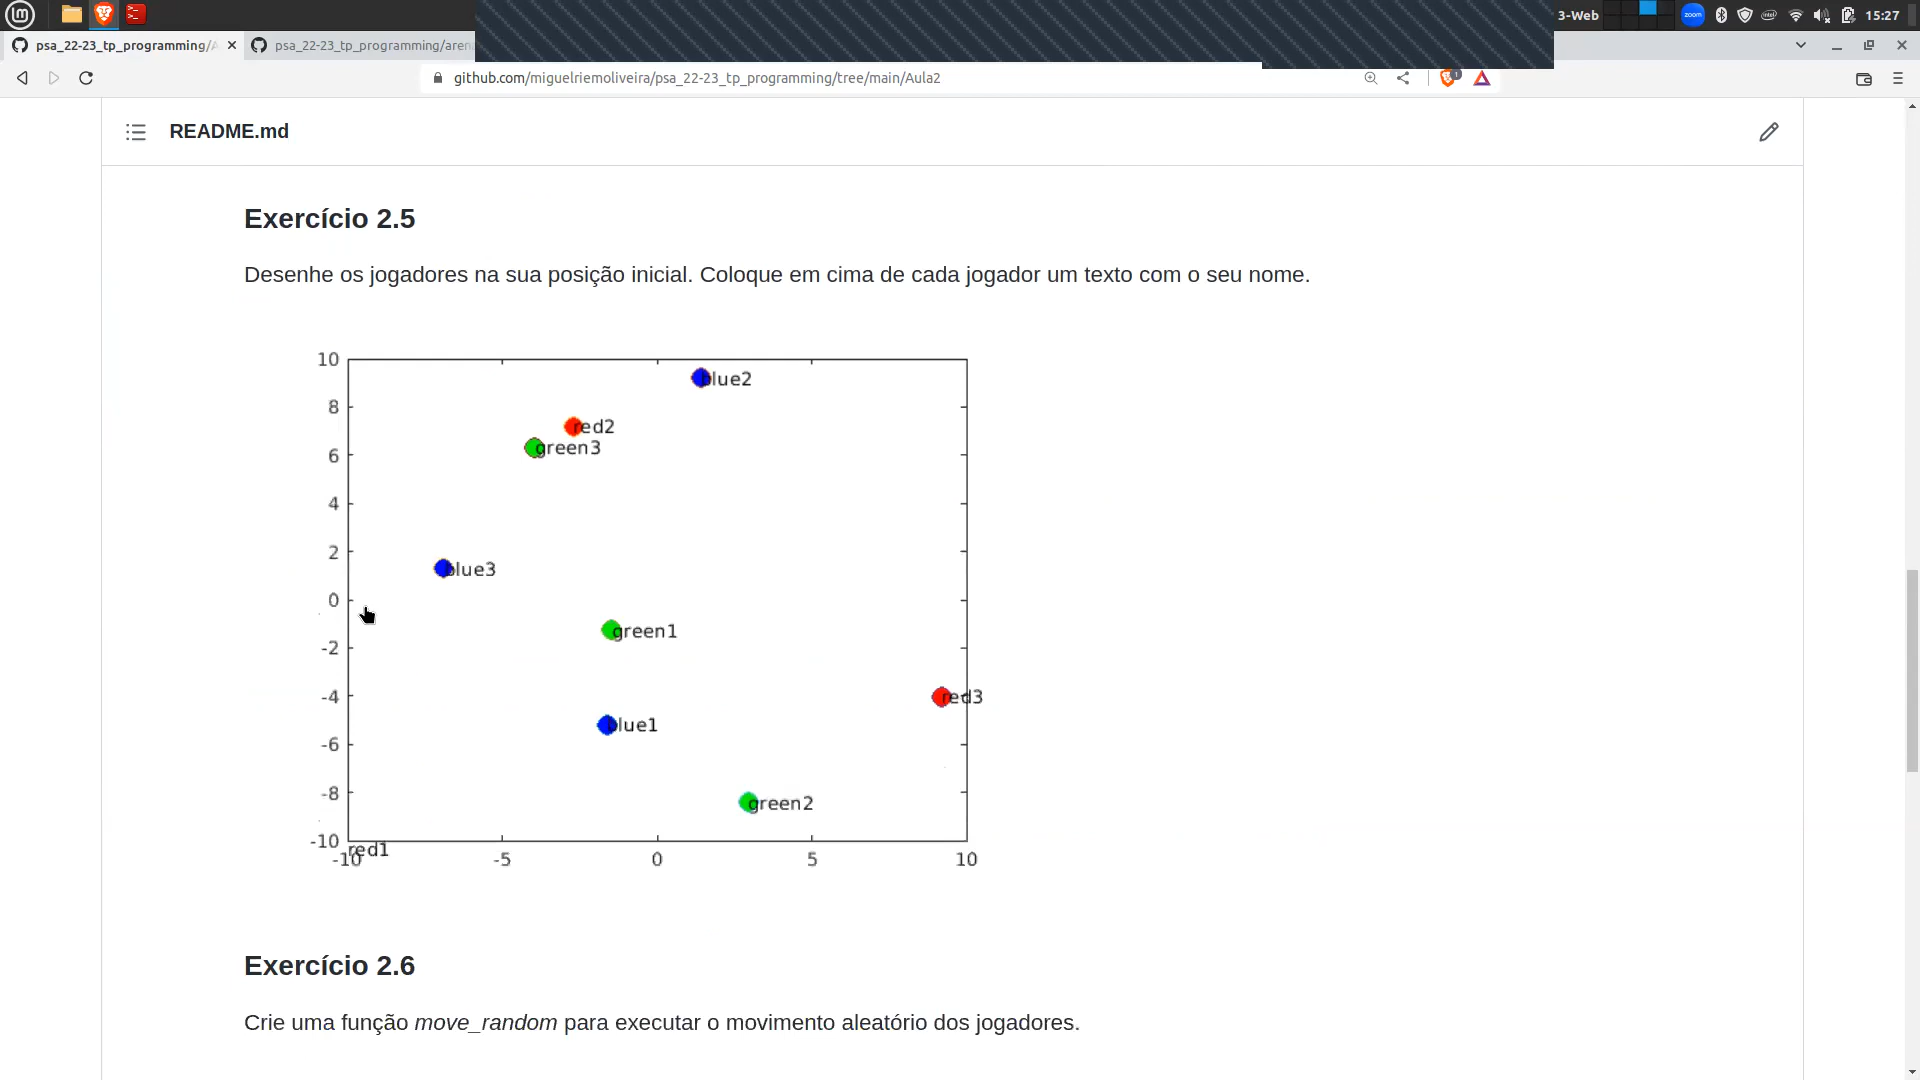 3-Web
zoom
15:27
psa_22-23_tp_programming/A
psa_22-23_tp_programming/aren
github.com/miguelriemoliveira/psa_22-23_tp_programming/tree/main/Aula2
README.md
Exercício 2.5
Desenhe os jogadores na sua posição inicial. Coloque em cima de cada jogador um texto com o seu nome.
10
blue2
8
red2
green3
6
4
2
blue3
0
green1
-2
-4
red3
blue1
-6
-8
green2
-10
red1
-10
-5
0
5
10
Exercício 2.6
Crie uma função move_random para executar o movimento aleatório dos jogadores.